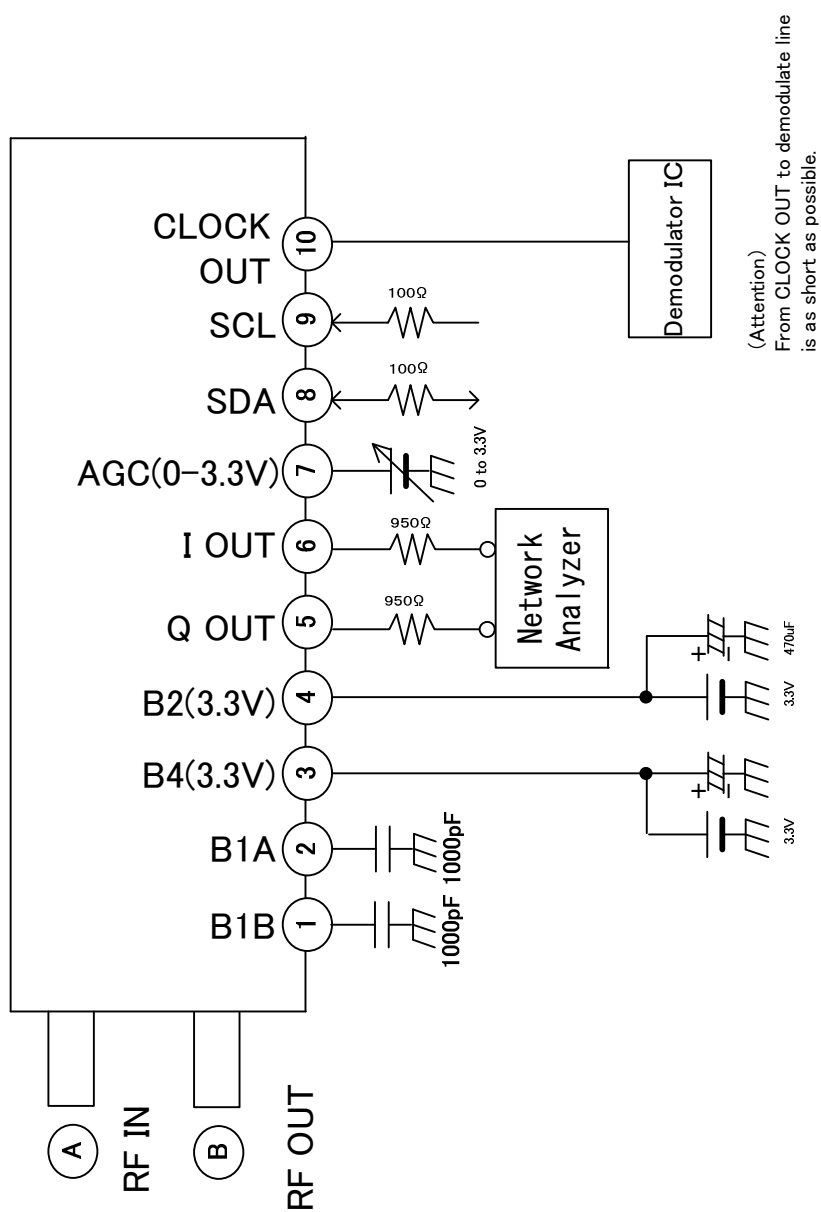 CLOCK
OUT
10
SCL
9
100Ω
SDA
8
100Ω
AGC(0-3.3V)
7
0 to 3.3V
I OUT
6
950Ω
Q OUT
5
950Ω
Network
Analyzer
B2(3.3V)
4
+
-
470uF
3.3V
B4(3.3V)
3
+
-
3.3V
B1A
2
1000pF
B1B
1
1000pF
A
RF IN
B
RF OUT
Demodulator IC
(Attention)
From CLOCK OUT to demodulate line
is as short as possible.